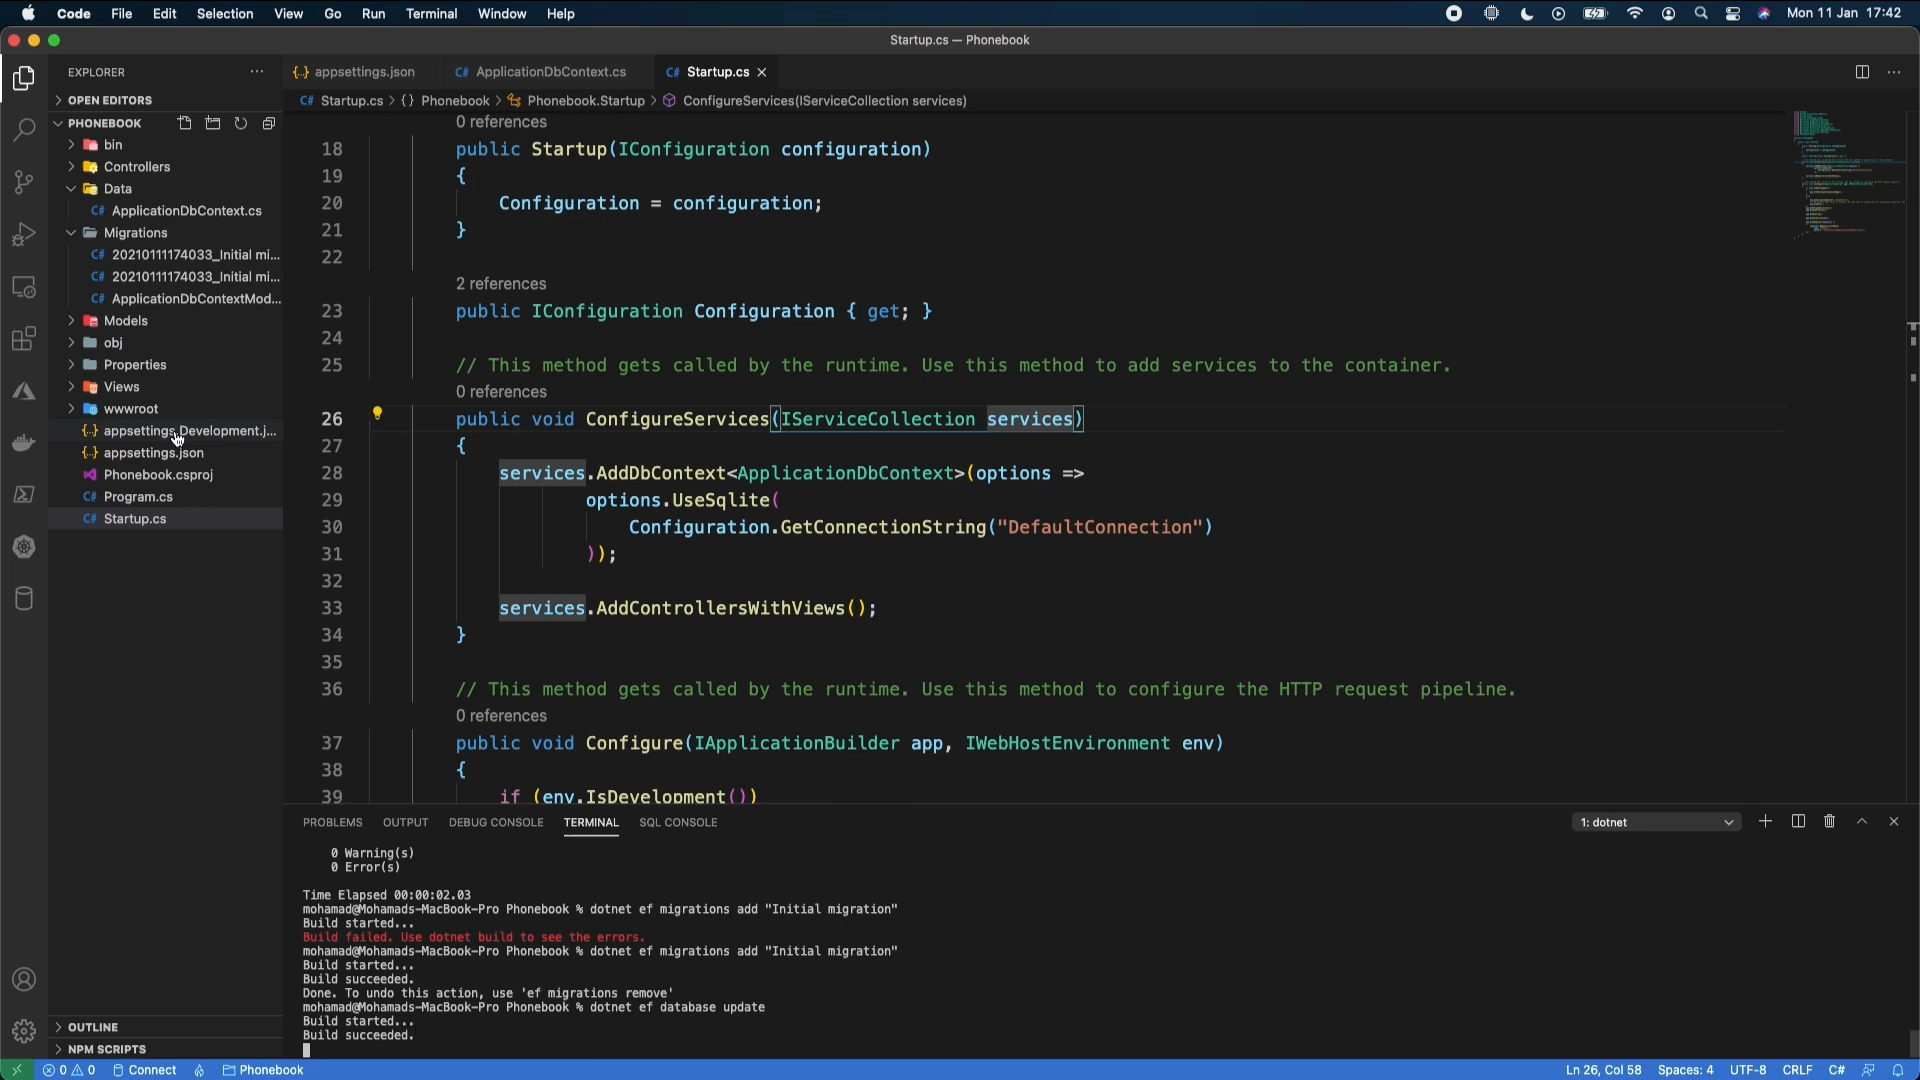 Code File Edit Selection View Go Run Terminal Window Help Mon 11 Jan 17:42
Startup.cs — Phonebook
EXPLORER
OPEN EDITORS
PHONEBOOK
bin
Controllers
Data
C# ApplicationDbContext.cs
Migrations
C# 20210111174033_Initial mi...
C# 20210111174033_Initial mi...
C# ApplicationDbContextMod...
Models
obj
Properties
Views
wwwroot
{..} appsettings.Development.j...
{..} appsettings.json
Phonebook.csproj
C# Program.cs
C# Startup.cs
OUTLINE
NPM SCRIPTS
{..} appsettings.json C# ApplicationDbContext.cs C# Startup.cs
C# Startup.cs > {} Phonebook > Phonebook.Startup > ConfigureServices(IServiceCollection services)
0 references
18 public Startup(IConfiguration configuration)
19 {
20 Configuration = configuration;
21 }
22
2 references
23 public IConfiguration Configuration { get; }
24
25 // This method gets called by the runtime. Use this method to add services to the container.
0 references
26 public void ConfigureServices(IServiceCollection services)
27 {
28 services.AddDbContext<ApplicationDbContext>(options =>
29 options.UseSqlite(
30 Configuration.GetConnectionString("DefaultConnection")
31 ));
32
33 services.AddControllersWithViews();
34 }
35
36 // This method gets called by the runtime. Use this method to configure the HTTP request pipeline.
0 references
37 public void Configure(IApplicationBuilder app, IWebHostEnvironment env)
38 {
39 if (env.IsDevelopment())
PROBLEMS OUTPUT DEBUG CONSOLE TERMINAL SQL CONSOLE 1: dotnet
0 Warning(s)
0 Error(s)
Time Elapsed 00:00:02.03
mohamad@Mohamads-MacBook-Pro Phonebook % dotnet ef migrations add "Initial migration"
Build started...
Build failed. Use dotnet build to see the errors.
mohamad@Mohamads-MacBook-Pro Phonebook % dotnet ef migrations add "Initial migration"
Build started...
Build succeeded.
Done. To undo this action, use 'ef migrations remove'
mohamad@Mohamads-MacBook-Pro Phonebook % dotnet ef database update
Build started...
Build succeeded.
0 0 Connect Phonebook Ln 26, Col 58 Spaces: 4 UTF-8 CRLF C#